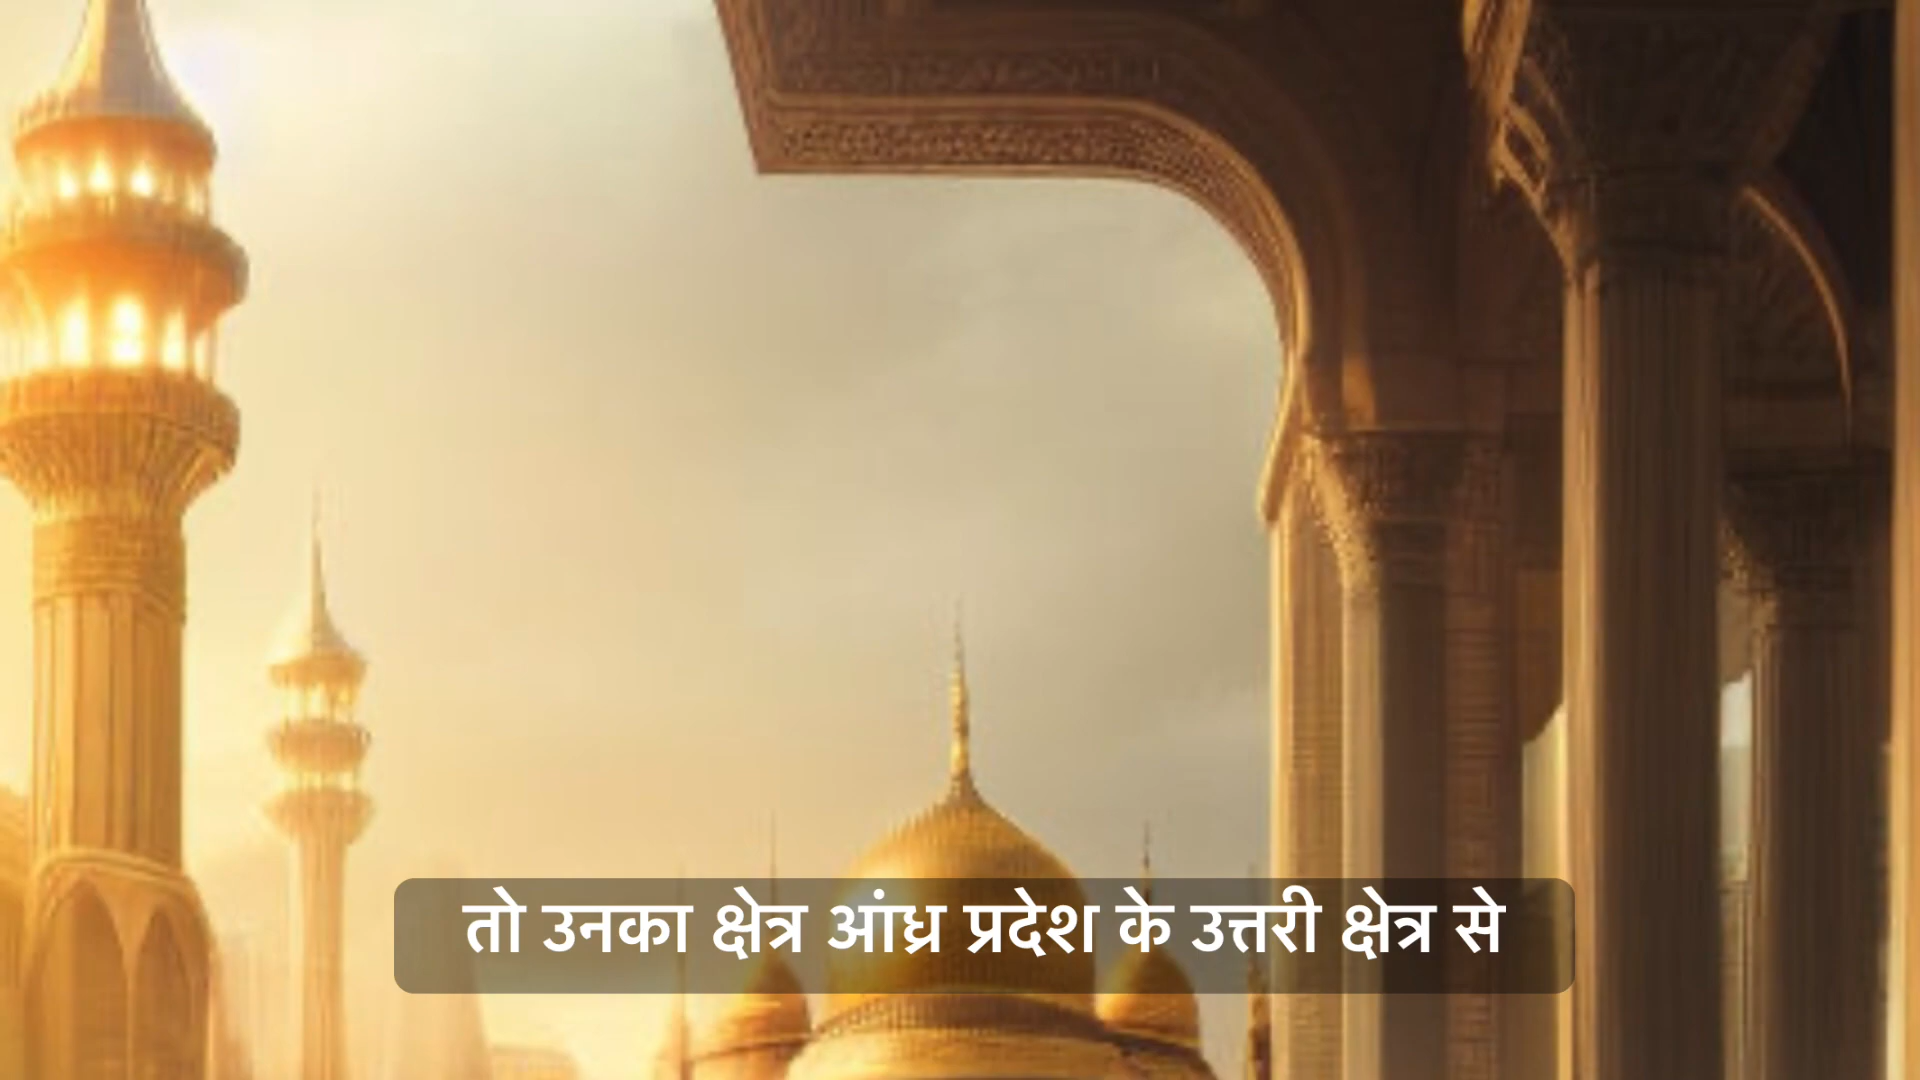 तो उनका क्षेत्र आंध्र प्रदेश के उत्तरी क्षेत्र से